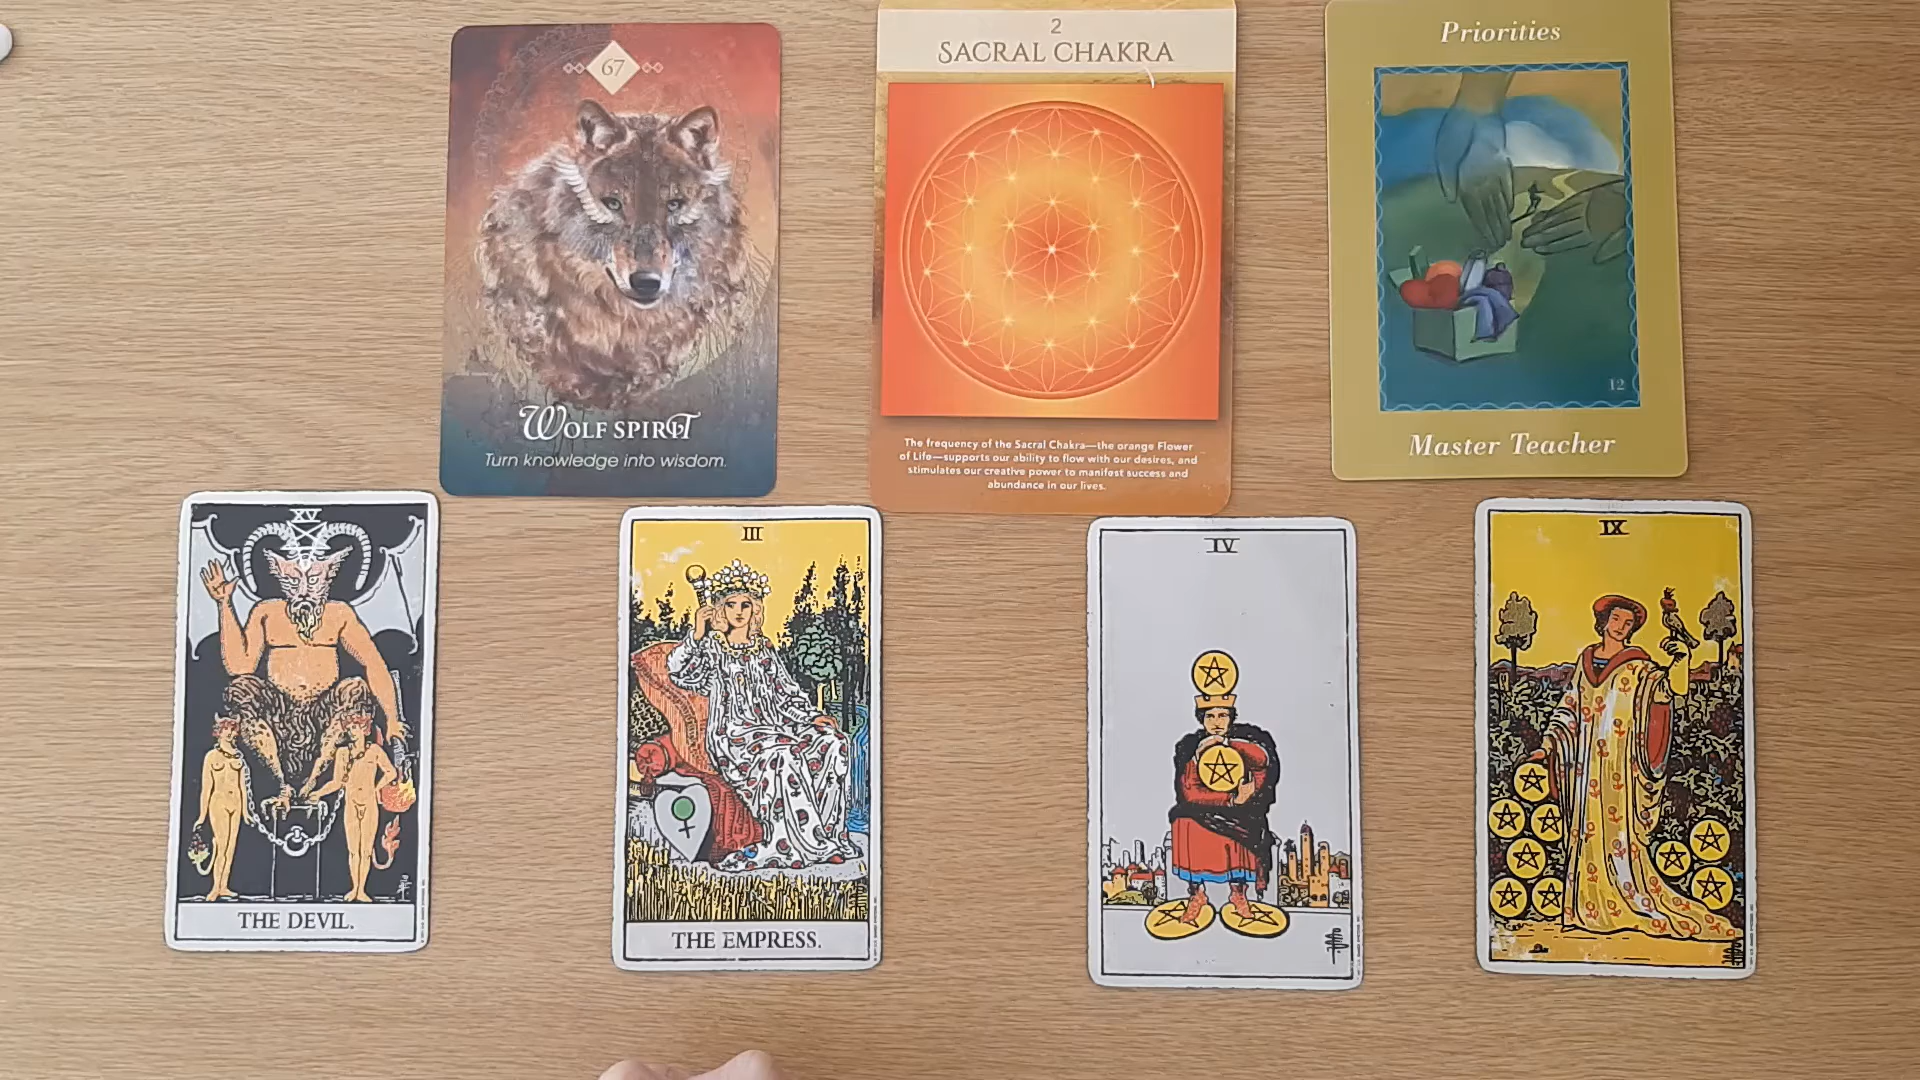 67
WOLF SPIRIT
Turn knowledge into wisdom.
2
SACRAL CHAKRA
The frequency of the Sacral Chakra—the orange Flower
of Life—supports our ability to flow with our desires, and
stimulates our creative power to manifest success and
abundance in our lives.
Priorities
12
Master Teacher
XV
THE DEVIL.
III
THE EMPRESS.
IV
IX